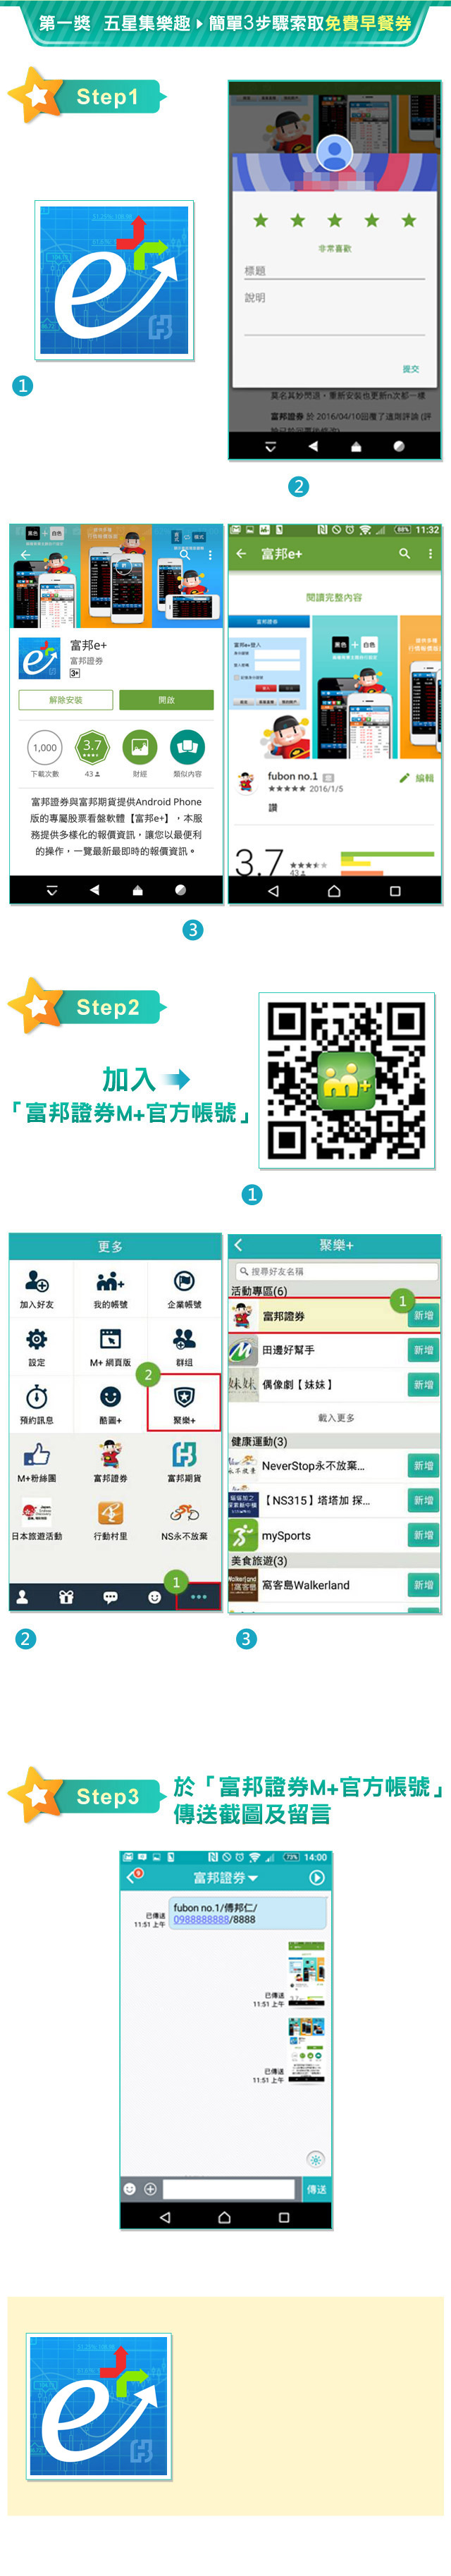 第一獎 五星集樂趣▶簡單3步驟索取免費早餐券
Step1
非常喜歡
標題
說明
提交
莫名其妙閃退，重新安裝也更新n次都一樣
富邦證券 於 2016/04/10回覆了這則評論 (評
1
2
黑色 + 白色
富邦e+
富邦證券
3+
解除安裝
開啟
1,000
3.7
下載次數
43
財經
類似內容
富邦證券與富邦期貨提供Android Phone
版的專屬股票看盤軟體【富邦e+】，本服
務提供多樣化的報價資訊，讓您以最便利
的操作，一覽最新最即時的報價資訊。
11:32
富邦e+
閱讀完整內容
富邦證券
富邦e+登入
黑色 + 白色
fubon no.1
★★★★★ 2016/1/5
編輯
讚
3.7
43
3
Step2
加入
「富邦證券M+官方帳號」
m+
1
更多
加入好友
我的帳號
企業帳號
設定
M+ 網頁版
群組
2
預約訊息
酷圖+
聚樂+
M+粉絲團
富邦證券
富邦期貨
日本旅遊活動
行動村里
NS永不放棄
1
聚樂+
搜尋好友名稱
活動專區(6)
1
富邦證券
新增
田邊好幫手
新增
偶像劇【妹妹】
新增
載入更多
健康運動(3)
NeverStop永不放棄...
新增
【NS315】塔塔加 探...
新增
mySports
新增
美食旅遊(3)
窩客島Walkerland
新增
2
3
Step3
於「富邦證券M+官方帳號」
傳送截圖及留言
14:00
富邦證券
fubon no.1/傅邦仁/
0988888888/8888
已傳送
11:51 上午
已傳送
11:51 上午
已傳送
11:51 上午
傳送